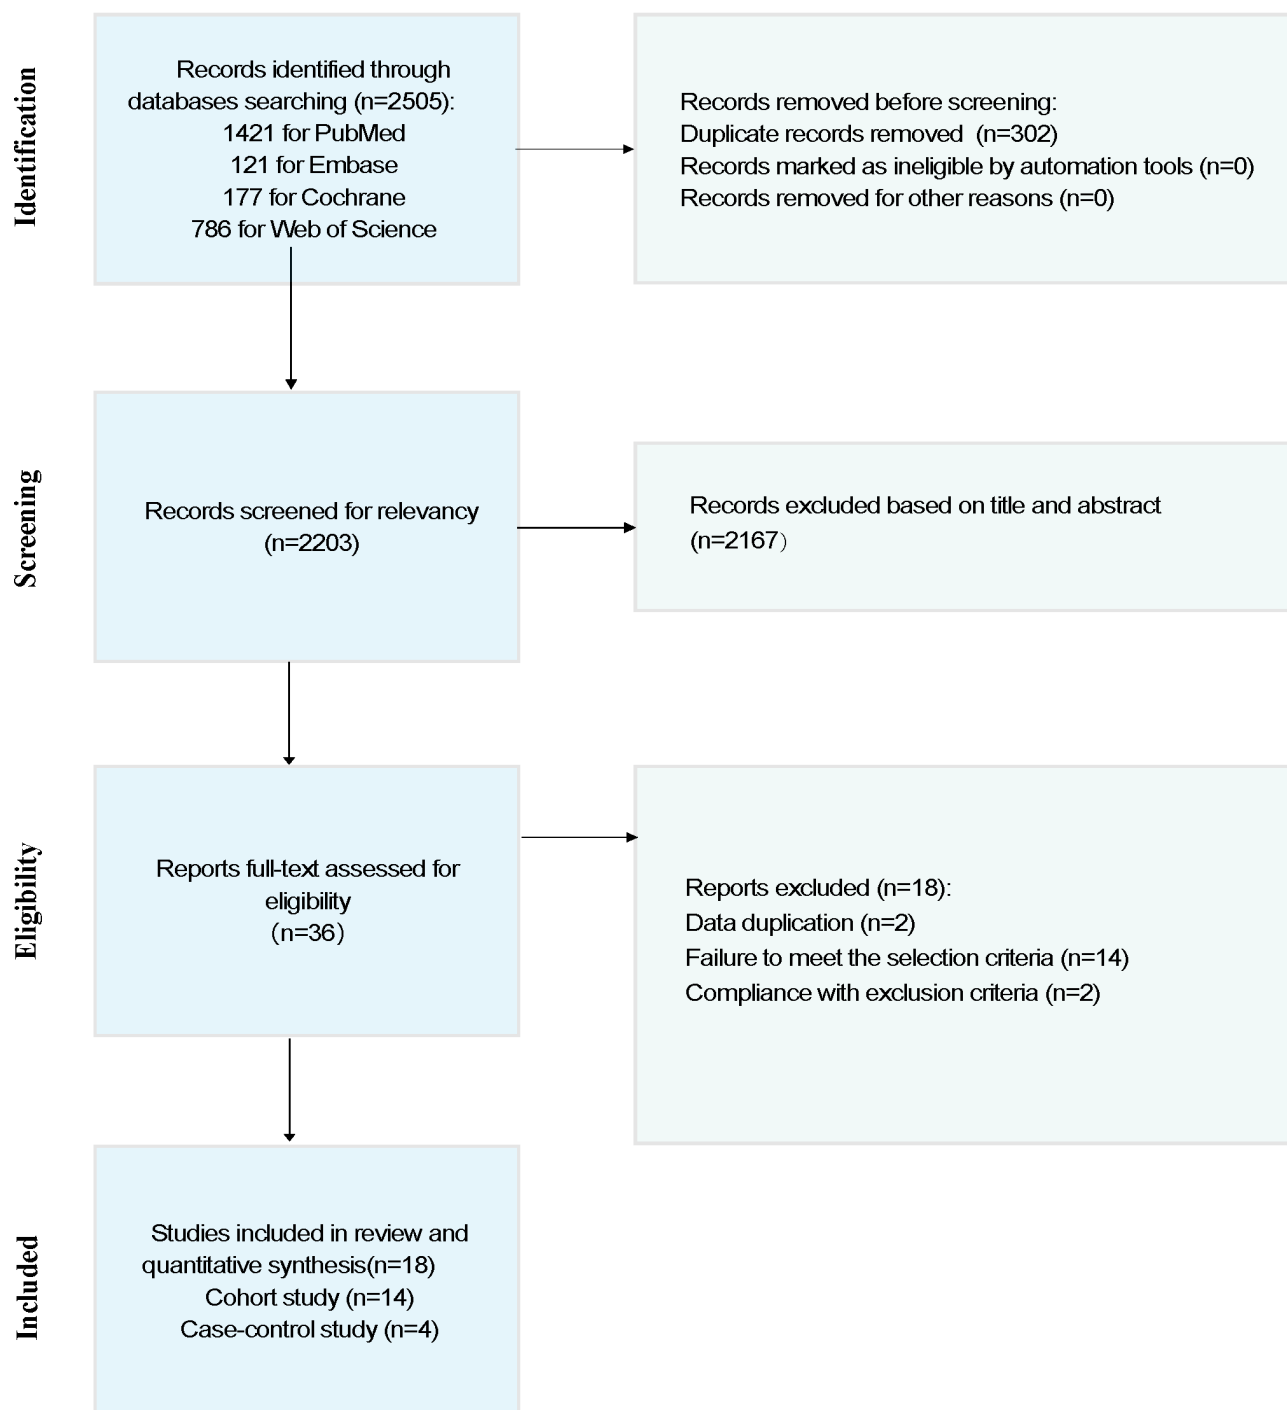 Identification
Records identified through
databases searching (n=2505):
1421 for PubMed
121 for Embase
177 for Cochrane
786 for Web of Science
Records removed before screening:
Duplicate records removed (n=302)
Records marked as ineligible by automation tools (n=0)
Records removed for other reasons (n=0)
Screening
Records screened for relevancy
(n=2203)
Records excluded based on title and abstract
(n=2167）
Eligibility
Reports full-text assessed for
eligibility
（n=36）
Reports excluded (n=18):
Data duplication (n=2)
Failure to meet the selection criteria (n=14)
Compliance with exclusion criteria (n=2)
Included
Studies included in review and
quantitative synthesis(n=18)
Cohort study (n=14)
Case-control study (n=4)